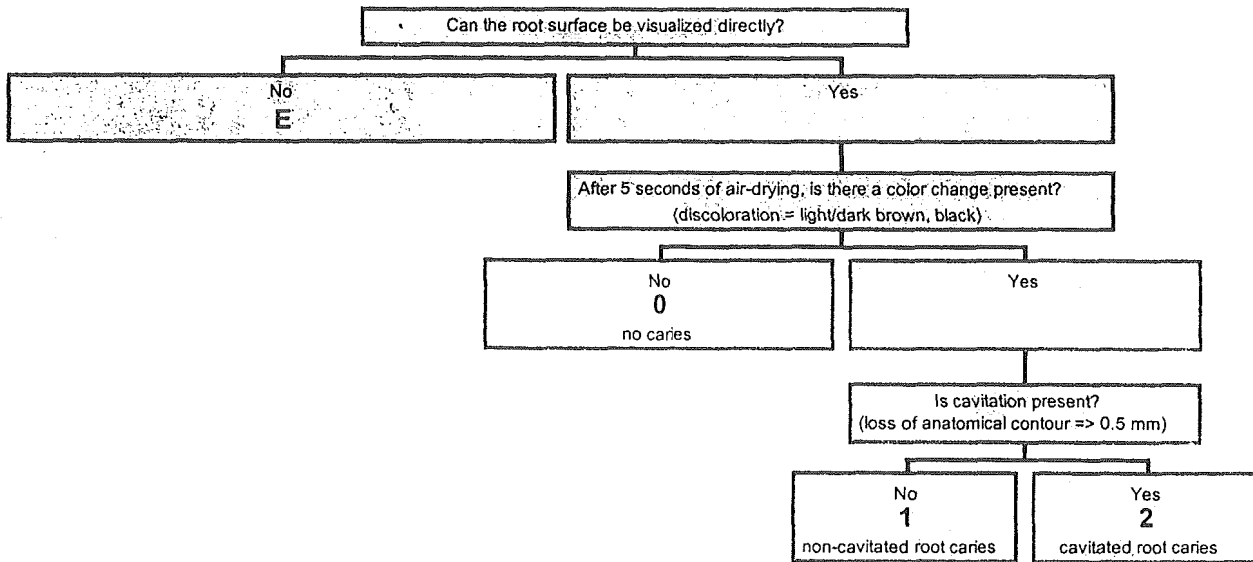 Can the root surface be visualized directly?
No
E
Yes
After 5 seconds of air-drying, is there a color change present?
(discoloration = light/dark brown, black)
No
0
no caries
Yes
Is cavitation present?
(loss of anatomical contour => 0.5 mm)
No
1
non-cavitated root caries
Yes
2
cavitated root caries